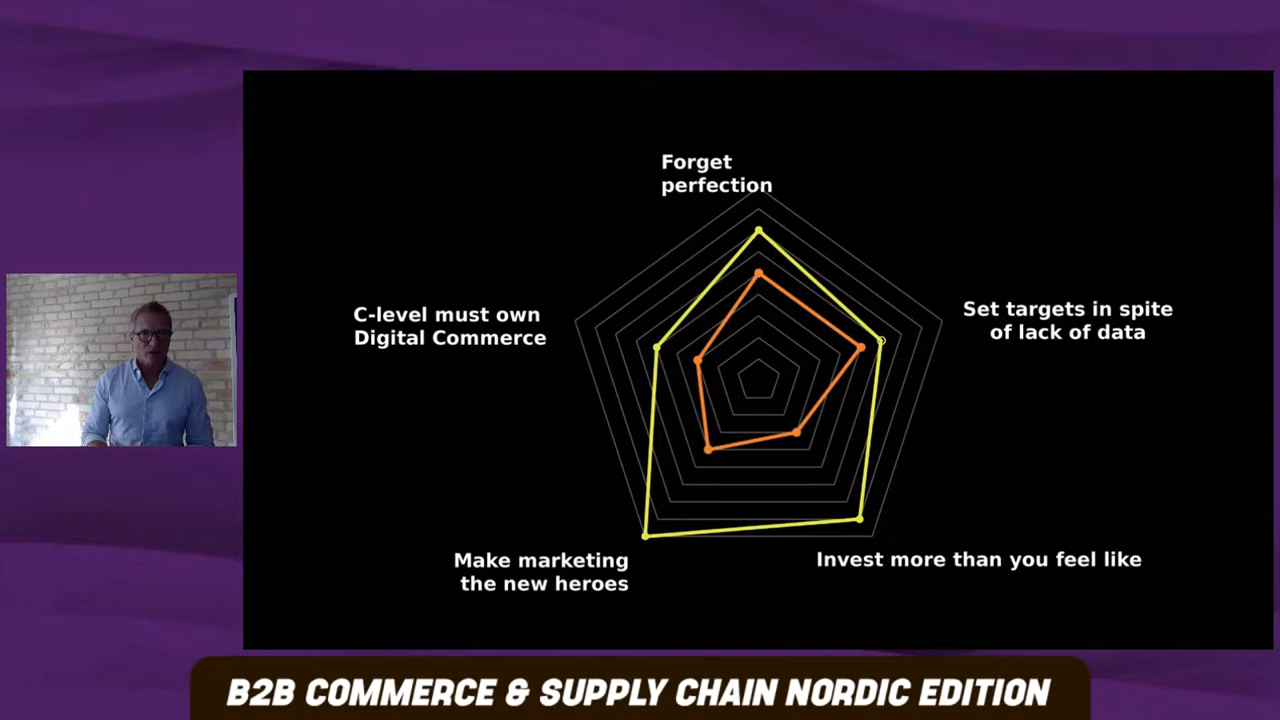 Forget
perfection
C-level must own
Digital Commerce
Set targets in spite
of lack of data
Make marketing
the new heroes
Invest more than you feel like
B2B COMMERCE & SUPPLY CHAIN NORDIC EDITION